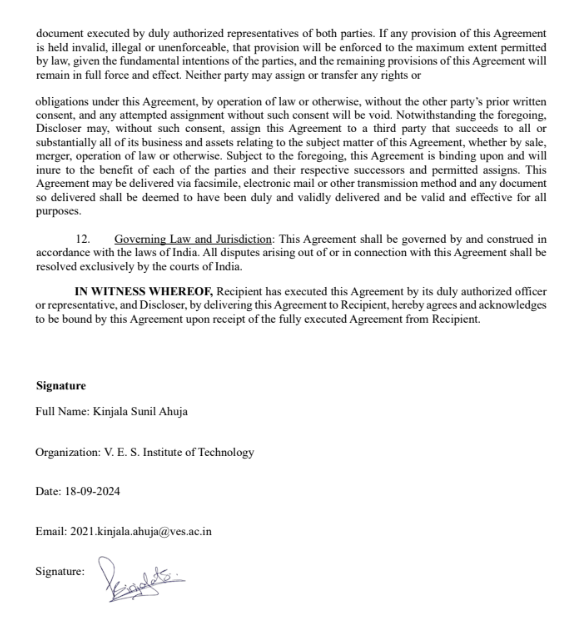 document executed by duly authorized representatives of both parties. If any provision of this Agreement
is held invalid, illegal or unenforceable, that provision will be enforced to the maximum extent permitted
by law, given the fundamental intentions of the parties, and the remaining provisions of this Agreement will
remain in full force and effect. Neither party may assign or transfer any rights or
obligations under this Agreement, by operation of law or otherwise, without the other party's prior written
consent, and any attempted assignment without such consent will be void. Notwithstanding the foregoing,
Discloser may, without such consent, assign this Agreement to a third party that succeeds to all or
substantially all of its business and assets relating to the subject matter of this Agreement, whether by sale,
merger, operation of law or otherwise. Subject to the foregoing, this Agreement is binding upon and will
inure to the benefit of each of the parties and their respective successors and permitted assigns. This
Agreement may be delivered via facsimile, electronic mail or other transmission method and any document
so delivered shall be deemed to have been duly and validly delivered and be valid and effective for all
purposes.
12. Governing Law and Jurisdiction: This Agreement shall be governed by and construed in
accordance with the laws of India. All disputes arising out of or in connection with this Agreement shall be
resolved exclusively by the courts of India.
IN WITNESS WHEREOF, Recipient has executed this Agreement by its duly authorized officer
or representative, and Discloser, by delivering this Agreement to Recipient, hereby agrees and acknowledges
to be bound by this Agreement upon receipt of the fully executed Agreement from Recipient.
Signature
Full Name: Kinjala Sunil Ahuja
Organization: V. E. S. Institute of Technology
Date: 18-09-2024
Email: 2021.kinjala.ahuja@ves.ac.in
Signature: